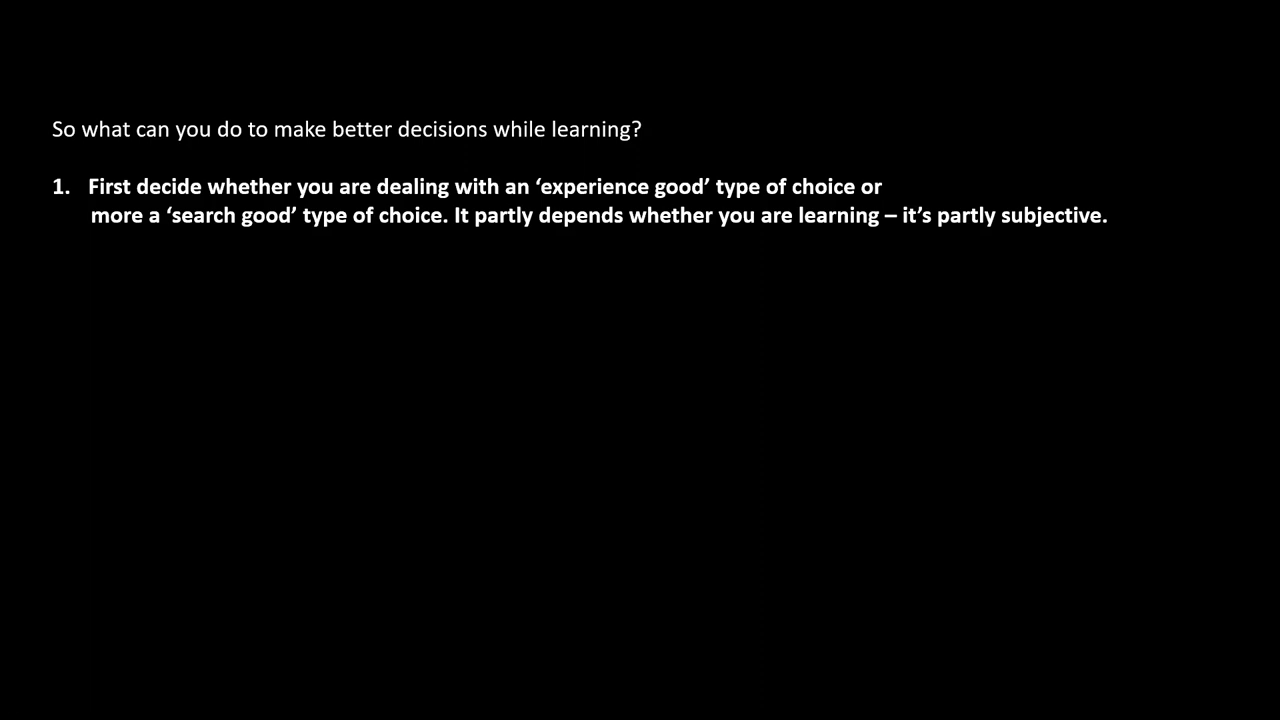 So what can you do to make better decisions while learning?
1. First decide whether you are dealing with an ‘experience good’ type of choice or
more a ‘search good’ type of choice. It partly depends whether you are learning – it’s partly subjective.